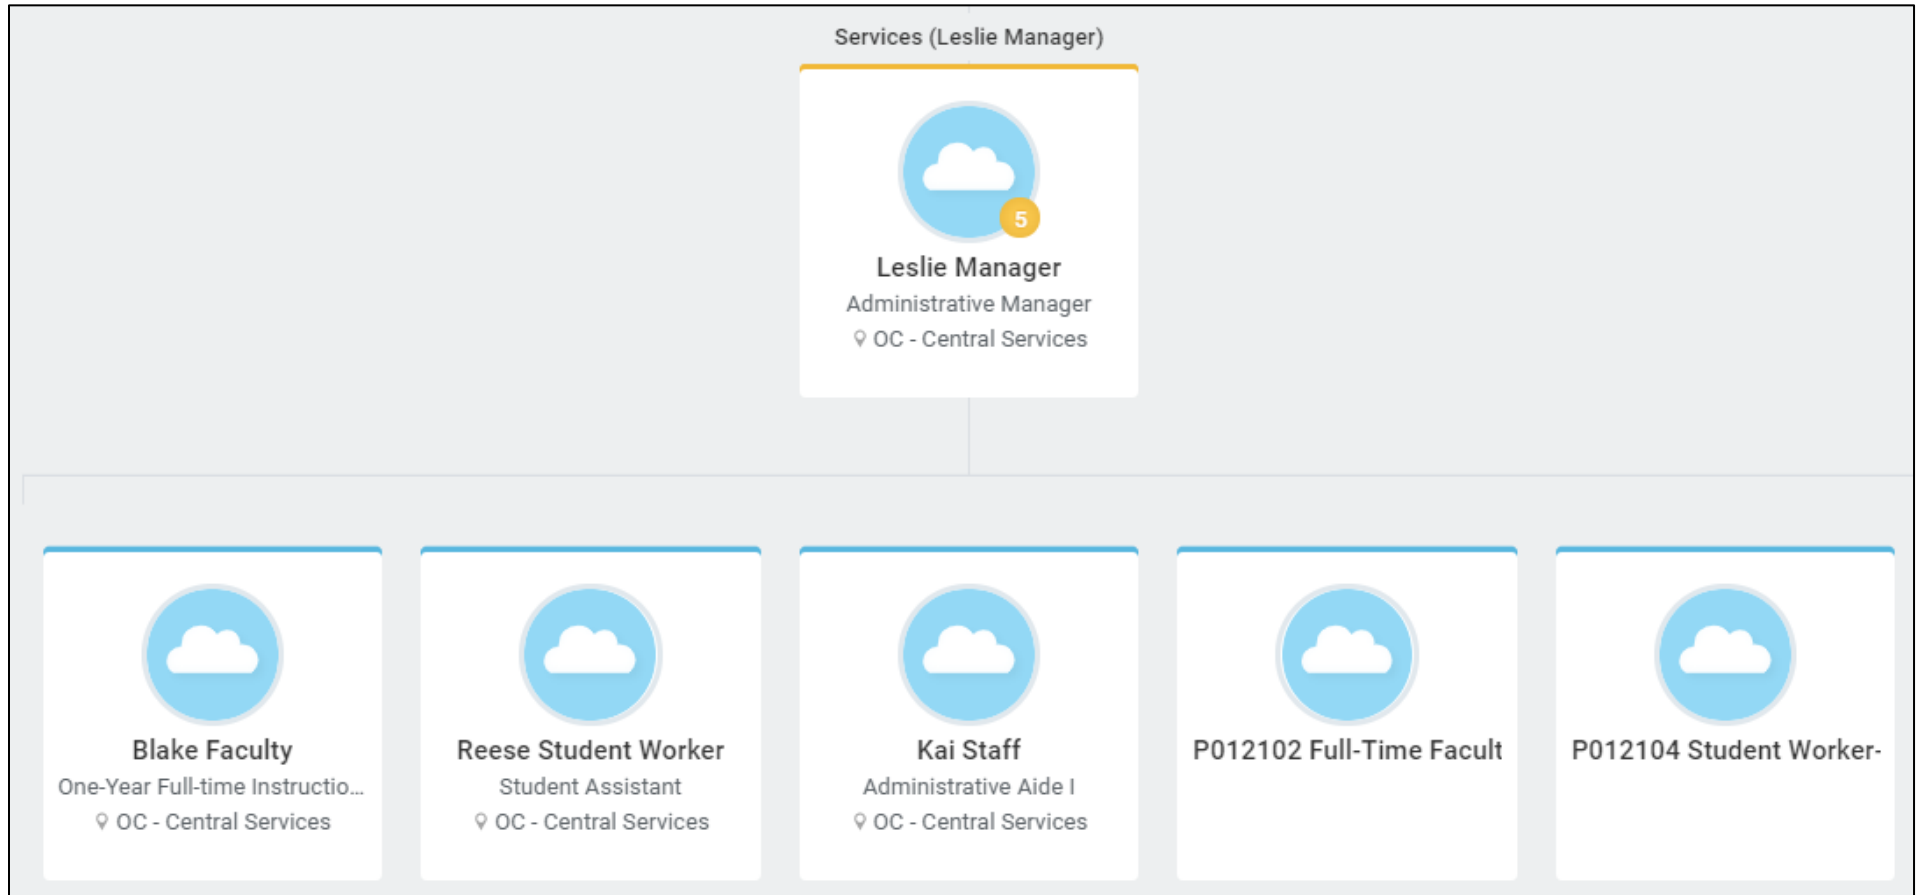 Services (Leslie Manager)
5
Leslie Manager
Administrative Manager
OC - Central Services
Blake Faculty
One-Year Full-time Instructio...
OC - Central Services
Reese Student Worker
Student Assistant
OC - Central Services
Kai Staff
Administrative Aide I
OC - Central Services
P012102 Full-Time Facult
P012104 Student Worker-